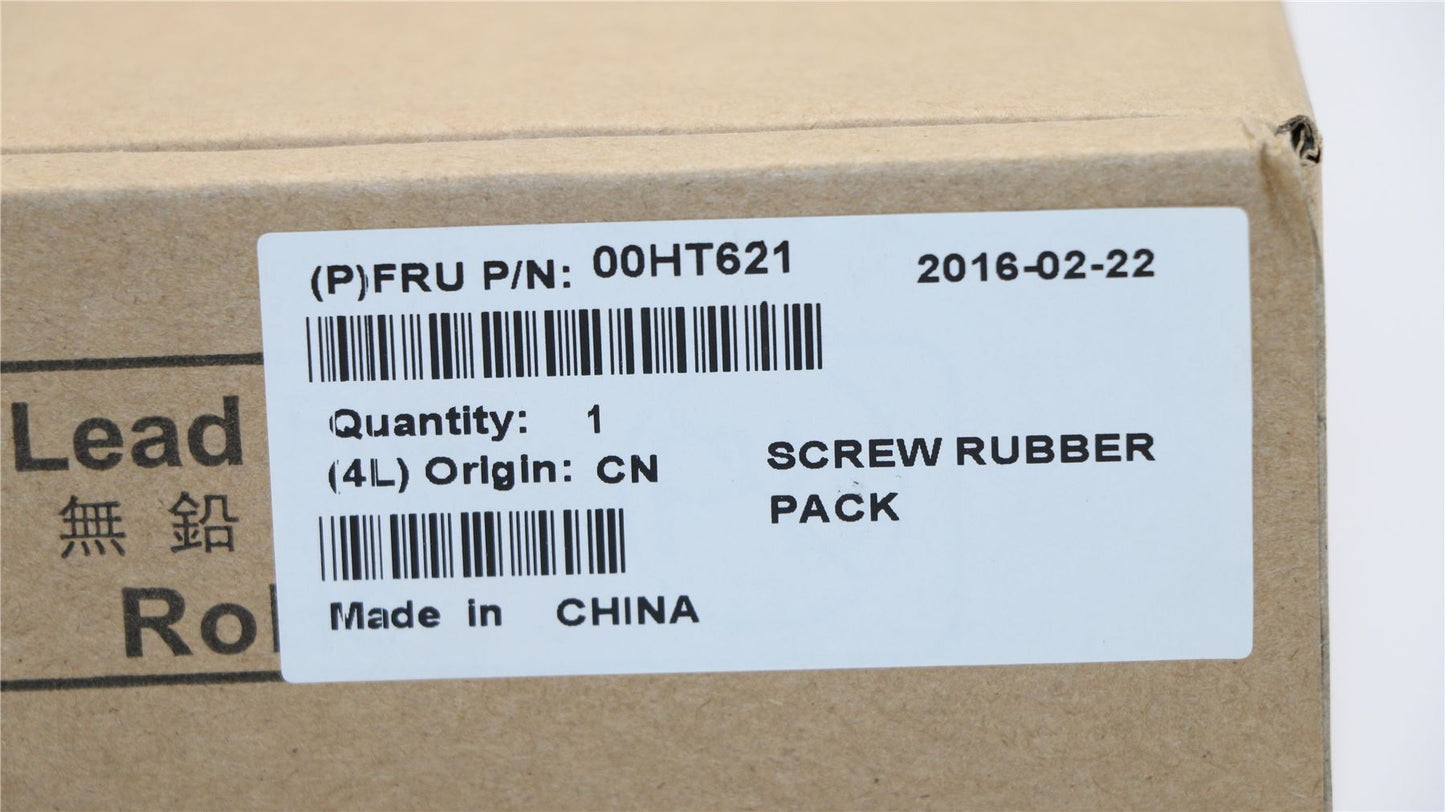 (P)FRU P/N: 00HT621 2016-02-22
Quantity: 1
(4L) Origin: CN
SCREW RUBBER
PACK
Made in CHINA
Lead
無 鉛